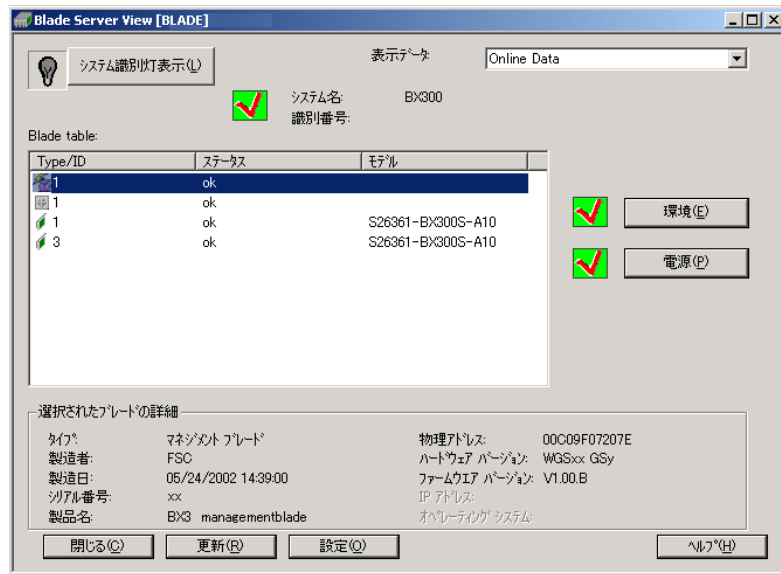 Blade Server View [BLADE]
システム識別灯表示(L)
表示ﾃﾞｰﾀ:
Online Data
システム名:
BX300
識別番号:
Blade table:
Type/ID ｽﾃｰﾀｽ ﾓﾃﾞﾙ
1 ok
1 ok
1 ok S26361-BX300S-A10
3 ok S26361-BX300S-A10
環境(E)
電源(P)
選択されたﾌﾞﾚｰﾄﾞの詳細
ﾀｲﾌﾟ: ﾏﾈｼﾞﾒﾝﾄ ﾌﾞﾚｰﾄﾞ
製造者: FSC
製造日: 05/24/2002 14:39:00
ｼﾘｱﾙ番号: xx
製品名: BX3 managementblade
物理ｱﾄﾞﾚｽ: 00C09F07207E
ﾊｰﾄﾞｳｪｱ ﾊﾞｰｼﾞｮﾝ: WGSxx GSy
ﾌｧｰﾑｳｴｱ ﾊﾞｰｼﾞｮﾝ: V1.00.B
IP ｱﾄﾞﾚｽ:
ｵﾍﾟﾚｰﾃｨﾝｸﾞ ｼｽﾃﾑ:
閉じる(C)
更新(R)
設定(O)
ﾍﾙﾌﾟ(H)